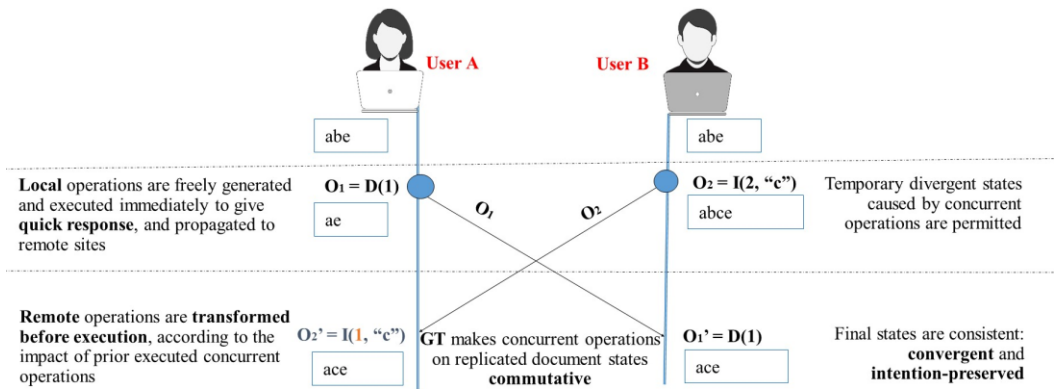 User A
User B
abe
abe
Local operations are freely generated
and executed immediately to give
quick response, and propagated to
remote sites
O₁ = D(1)
ae
O₁
O₂
O₂ = I(2, “c”)
abce
Temporary divergent states
caused by concurrent
operations are permitted
Remote operations are transformed
before execution, according to the
impact of prior executed concurrent
operations
O₂’ = I(1, “c”)
ace
GT makes concurrent operations
on replicated document states
commutative
O₁’ = D(1)
ace
Final states are consistent:
convergent and
intention-preserved